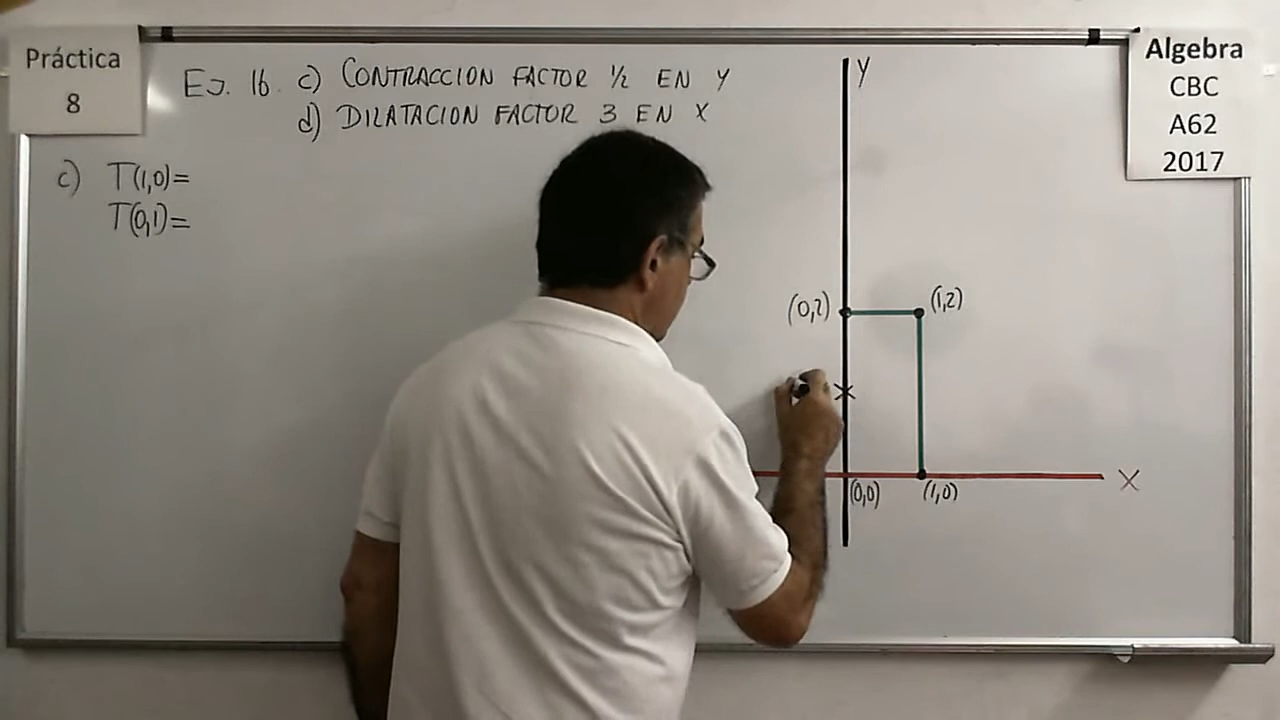 Práctica
8
EJ. 16 c) CONTRACCION FACTOR 1/2 EN Y
d) DILATACION FACTOR 3 EN X
Algebra
CBC
A62
2017
c) T(1,0)=
T(0,1)=
Y
(0,2)
(1,2)
X
(0,0)
(1,0)